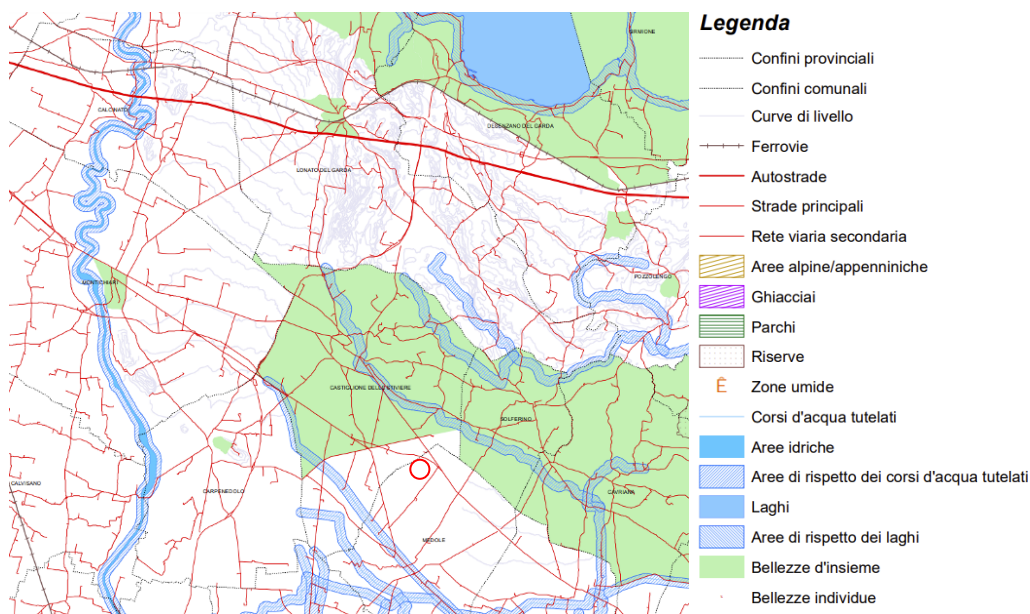 SIRMIONE
CALCINATO
DESENZANO DEL GARDA
LONATO DEL GARDA
POZZOLENGO
MONTICHIARI
CASTIGLIONE DELLE STIVIERE
SOLFERINO
CALVISANO
CARPENEDOLO
CAVRIANA
MEDOLE
Legenda
Confini provinciali
Confini comunali
Curve di livello
Ferrovie
Autostrade
Strade principali
Rete viaria secondaria
Aree alpine/appenniniche
Ghiacciai
Parchi
Riserve
Ê Zone umide
Corsi d'acqua tutelati
Aree idriche
Aree di rispetto dei corsi d'acqua tutelati
Laghi
Aree di rispetto dei laghi
Bellezze d'insieme
Bellezze individue